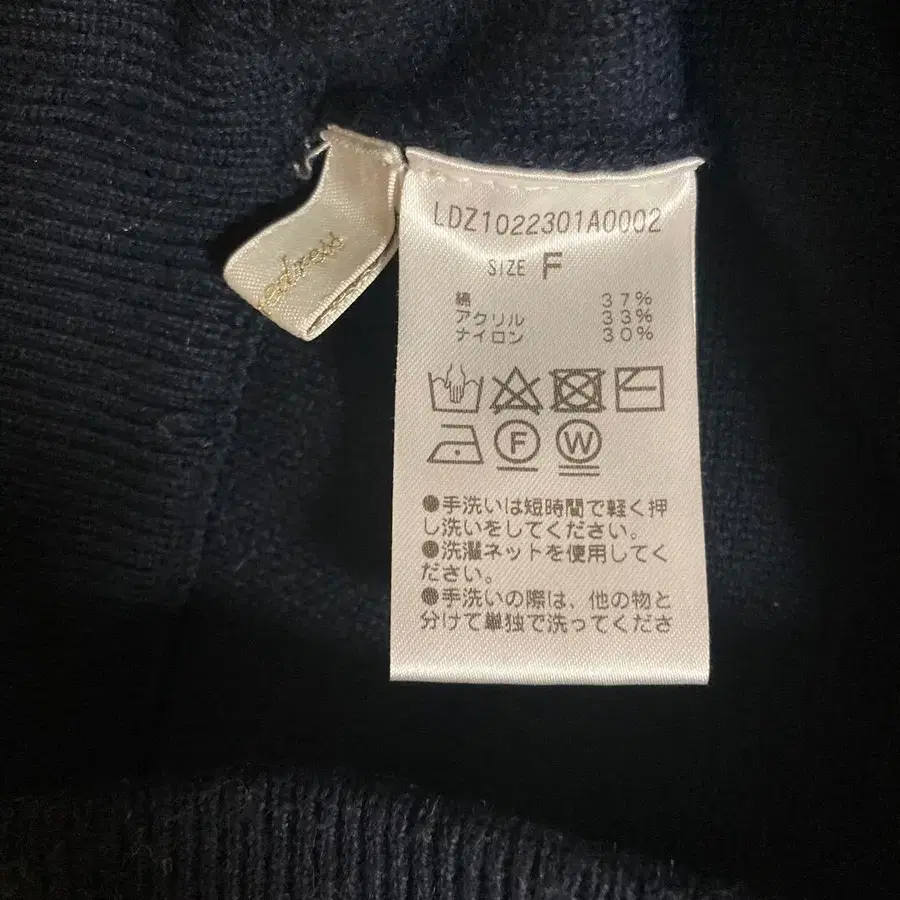 LDZ1022301A0002
SIZE F
綿 37%
アクリル 33%
ナイロン 30%
F W
●手洗いは短時間で軽く押
し洗いをしてください。
●洗濯ネットを使用してく
ださい。
●手洗いの際は、他の物と
分けて単独で洗ってくださ